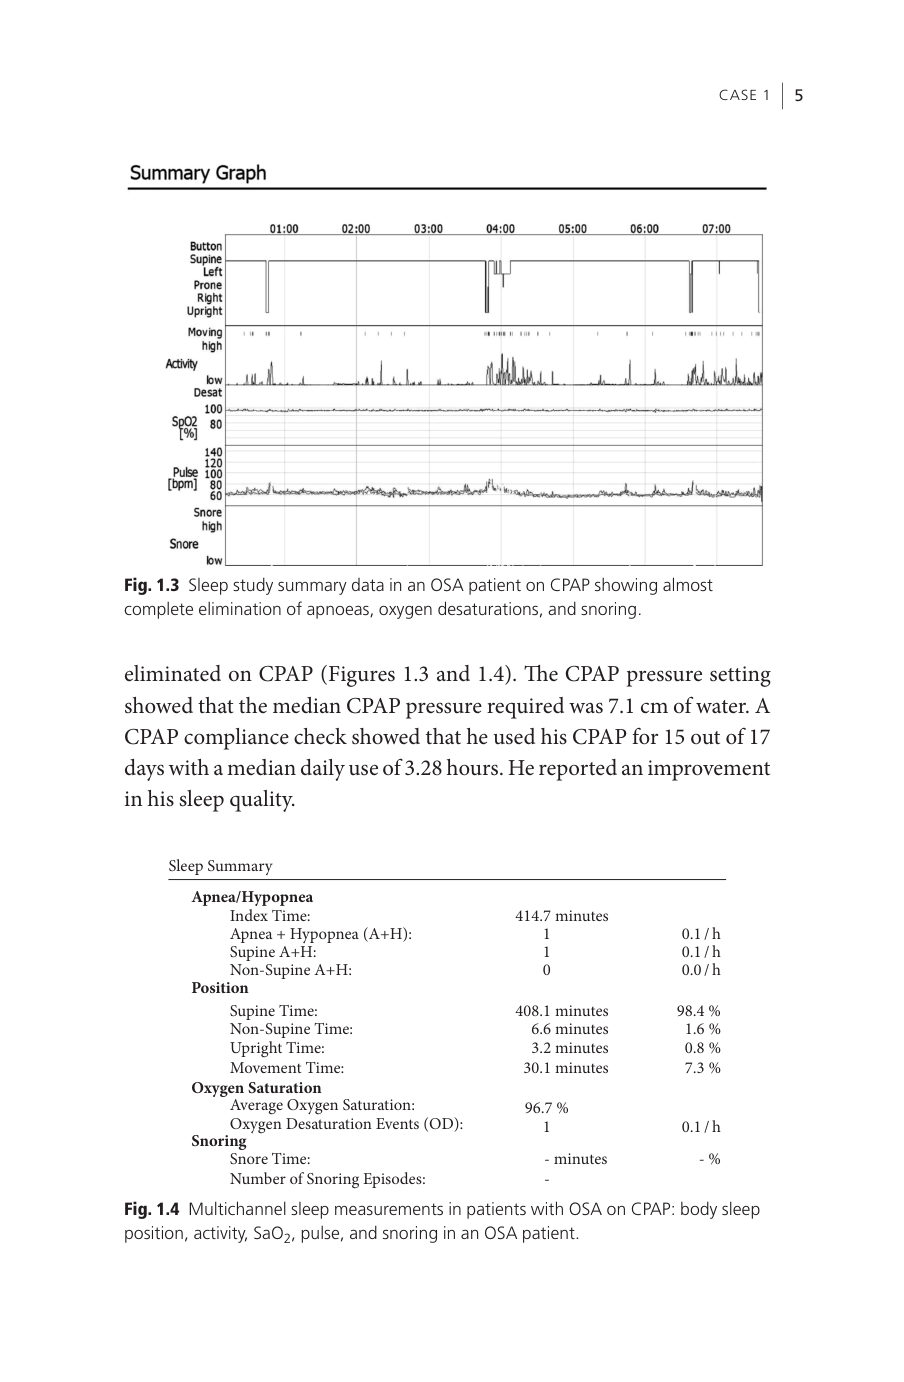 CASE 1 | 5
Summary Graph
01:00 02:00 03:00 04:00 05:00 06:00 07:00
Button
Supine
Left
Prone
Right
Upright
Moving
high
Activity
low
Desat
100
SpO2 80
[%]
140
120
Pulse 100
[bpm] 80
60
Snore
high
Snore
low
Fig. 1.3 Sleep study summary data in an OSA patient on CPAP showing almost
complete elimination of apnoeas, oxygen desaturations, and snoring.
eliminated on CPAP (Figures 1.3 and 1.4). The CPAP pressure setting
showed that the median CPAP pressure required was 7.1 cm of water. A
CPAP compliance check showed that he used his CPAP for 15 out of 17
days with a median daily use of 3.28 hours. He reported an improvement
in his sleep quality.
Sleep Summary
Apnea/Hypopnea
Index Time: 414.7 minutes
Apnea + Hypopnea (A+H): 1 0.1 / h
Supine A+H: 1 0.1 / h
Non-Supine A+H: 0 0.0 / h
Position
Supine Time: 408.1 minutes 98.4 %
Non-Supine Time: 6.6 minutes 1.6 %
Upright Time: 3.2 minutes 0.8 %
Movement Time: 30.1 minutes 7.3 %
Oxygen Saturation
Average Oxygen Saturation: 96.7 %
Oxygen Desaturation Events (OD): 1 0.1 / h
Snoring
Snore Time: - minutes - %
Number of Snoring Episodes: -
Fig. 1.4 Multichannel sleep measurements in patients with OSA on CPAP: body sleep
position, activity, SaO₂, pulse, and snoring in an OSA patient.